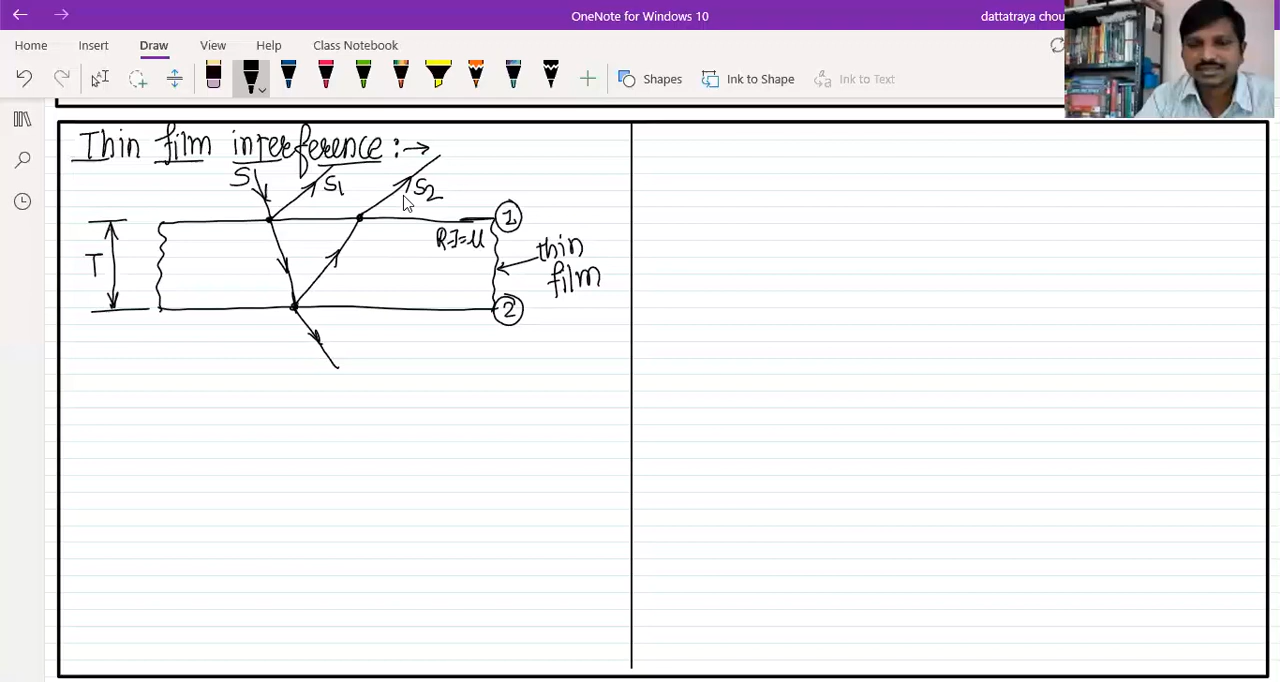 OneNote for Windows 10
dattatraya chou
Home Insert Draw View Help Class Notebook
Shapes Ink to Shape Ink to Text
Thin film interference :→
S S1 S2
1
RI=μ
T
thin
film
2